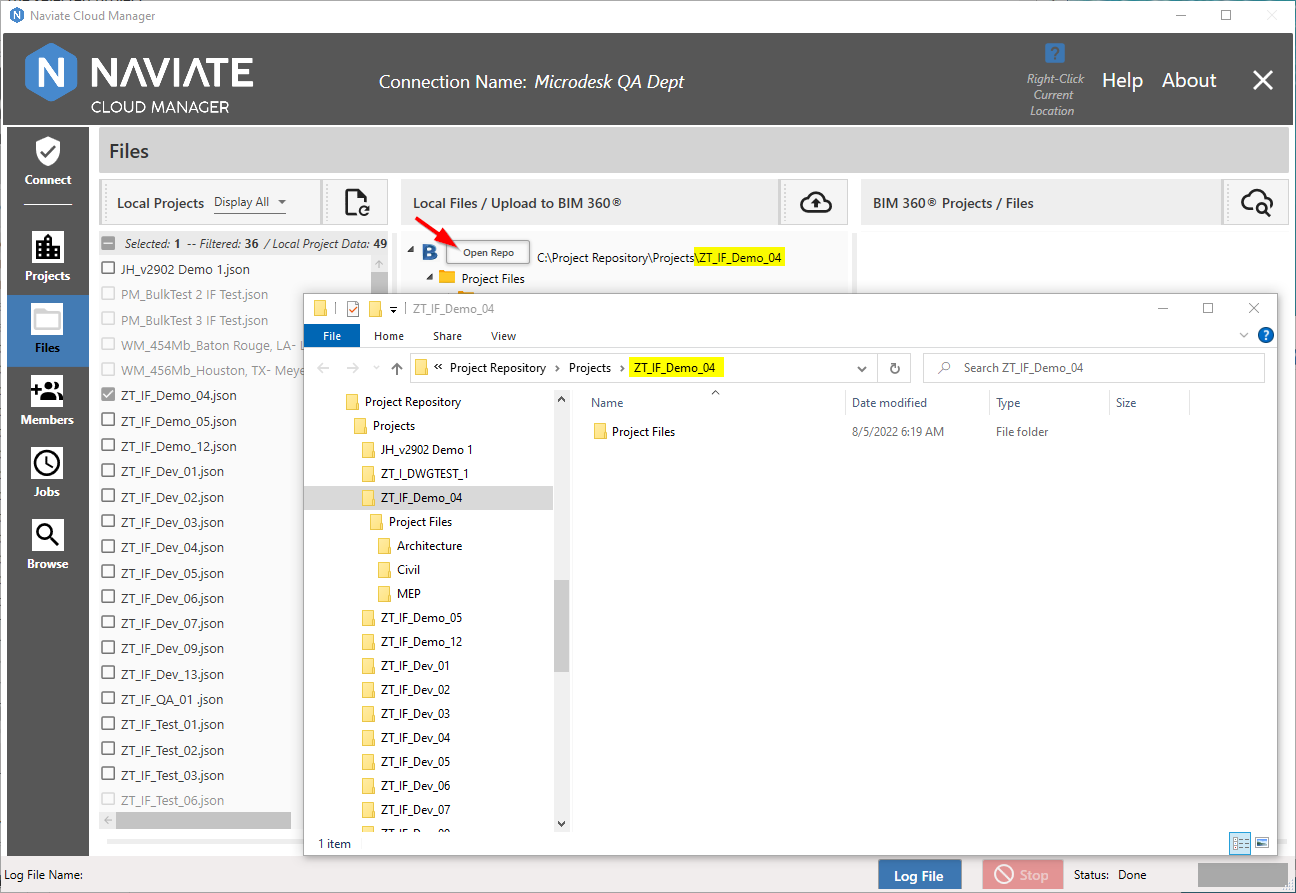 Naviate Cloud Manager
NAVIATE
CLOUD MANAGER
Connection Name: Microdesk QA Dept
?
Right-Click
Current
Location
Help
About
Connect
Projects
Files
Members
Jobs
Browse
Files
Local Projects
Display All
Local Files / Upload to BIM 360®
BIM 360® Projects / Files
Selected: 1 -- Filtered: 36 / Local Project Data: 49
JH_v2902 Demo 1.json
PM_BulkTest 2 IF Test.json
PM_BulkTest 3 IF Test.json
WM_454Mb_Baton Rouge, LA- L
WM_456Mb_Houston, TX- Meye
ZT_IF_Demo_04.json
ZT_IF_Demo_05.json
ZT_IF_Demo_12.json
ZT_IF_Dev_01.json
ZT_IF_Dev_02.json
ZT_IF_Dev_03.json
ZT_IF_Dev_04.json
ZT_IF_Dev_05.json
ZT_IF_Dev_06.json
ZT_IF_Dev_07.json
ZT_IF_Dev_09.json
ZT_IF_Dev_13.json
ZT_IF_QA_01 .json
ZT_IF_Test_01.json
ZT_IF_Test_02.json
ZT_IF_Test_03.json
ZT_IF_Test_06.json
B
Open Repo
C:\Project Repository\Projects\ZT_IF_Demo_04
Project Files
ZT_IF_Demo_04
File
Home
Share
View
?
« Project Repository › Projects › ZT_IF_Demo_04
Search ZT_IF_Demo_04
Project Repository
Projects
JH_v2902 Demo 1
ZT_I_DWGTEST_1
ZT_IF_Demo_04
Project Files
Architecture
Civil
MEP
ZT_IF_Demo_05
ZT_IF_Demo_12
ZT_IF_Dev_01
ZT_IF_Dev_02
ZT_IF_Dev_03
ZT_IF_Dev_04
ZT_IF_Dev_05
ZT_IF_Dev_06
ZT_IF_Dev_07
Name
Date modified
Type
Size
Project Files
8/5/2022 6:19 AM
File folder
1 item
Log File Name:
Log File
Stop
Status: Done